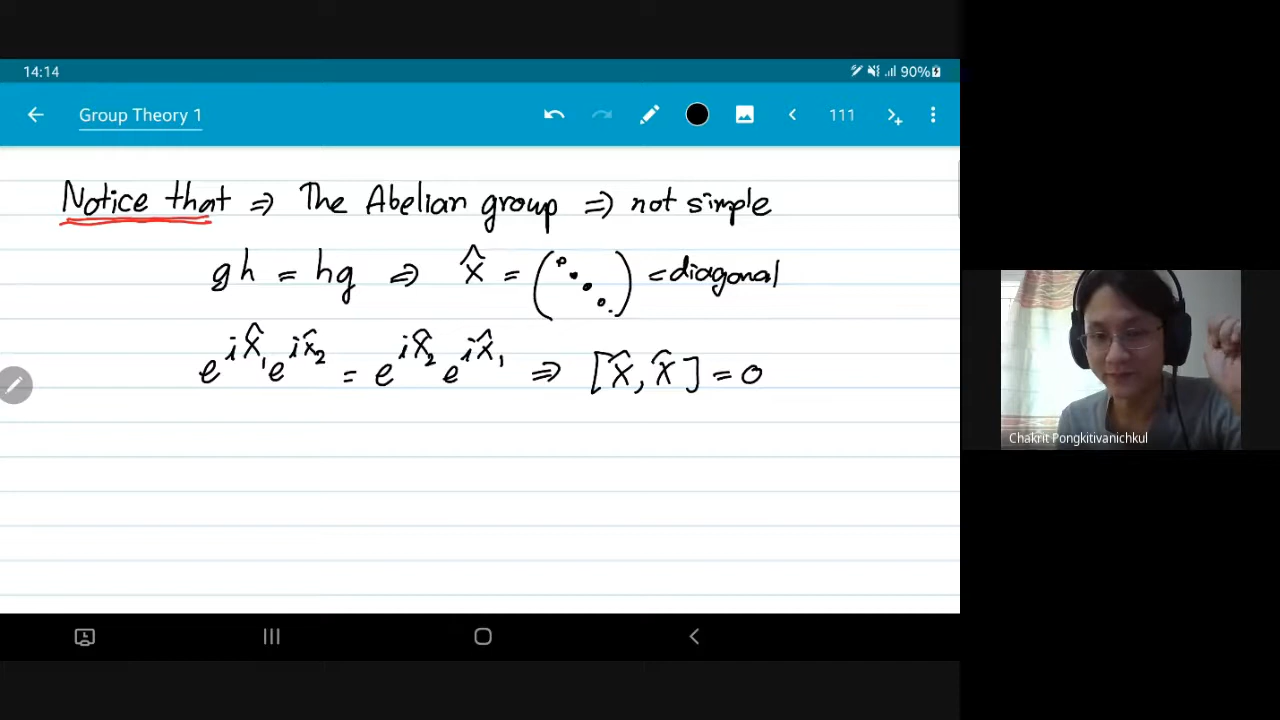 14:14 90%
Group Theory 1 111
Notice that ⇒ The Abelian group ⇒ not simple
gh = hg ⇒ X̂ = ( ⋱ ) = diagonal
e^{iX̂₁} e^{iX̂₂} = e^{iX̂₂} e^{iX̂₁} ⇒ [X̂, X̂] = 0
Chakrit Pongkitivanichkul